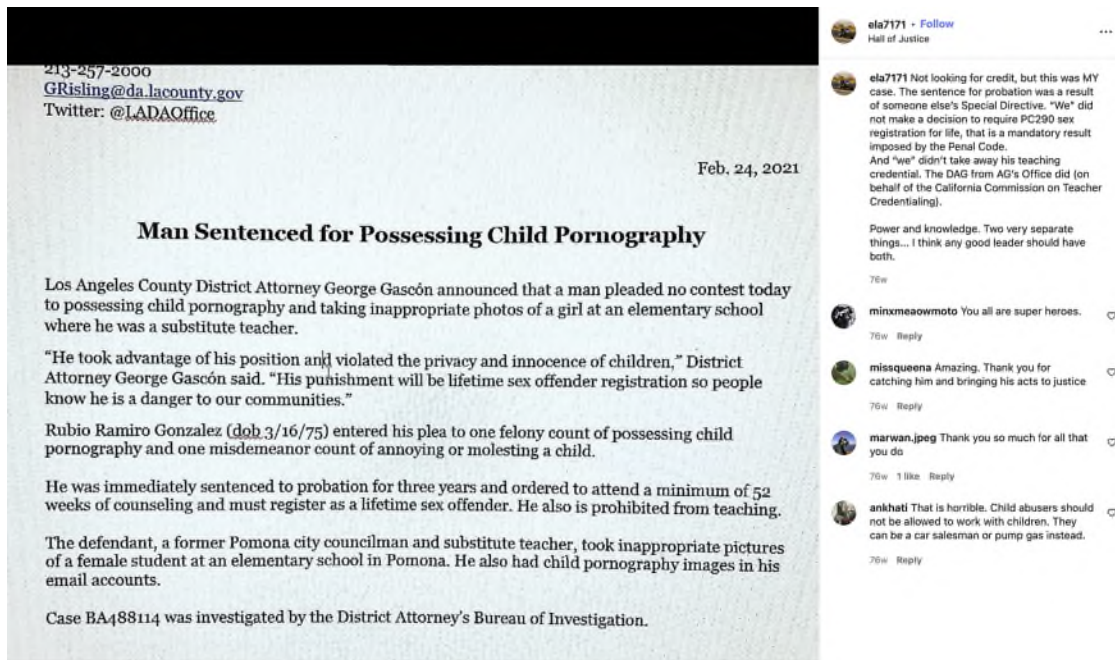 213-257-2000
GRisling@da.lacounty.gov
Twitter: @LADAOffice
Feb. 24, 2021
Man Sentenced for Possessing Child Pornography
Los Angeles County District Attorney George Gascón announced that a man pleaded no contest today
to possessing child pornography and taking inappropriate photos of a girl at an elementary school
where he was a substitute teacher.
“He took advantage of his position and violated the privacy and innocence of children,” District
Attorney George Gascón said. “His punishment will be lifetime sex offender registration so people
know he is a danger to our communities.”
Rubio Ramiro Gonzalez (dob 3/16/75) entered his plea to one felony count of possessing child
pornography and one misdemeanor count of annoying or molesting a child.
He was immediately sentenced to probation for three years and ordered to attend a minimum of 52
weeks of counseling and must register as a lifetime sex offender. He also is prohibited from teaching.
The defendant, a former Pomona city councilman and substitute teacher, took inappropriate pictures
of a female student at an elementary school in Pomona. He also had child pornography images in his
email accounts.
Case BA488114 was investigated by the District Attorney’s Bureau of Investigation.
ela7171 • Follow
Hall of Justice
ela7171 Not looking for credit, but this was MY
case. The sentence for probation was a result
of someone else's Special Directive. "We" did
not make a decision to require PC290 sex
registration for life, that is a mandatory result
imposed by the Penal Code.
And "we" didn't take away his teaching
credential. The DAG from AG's Office did (on
behalf of the California Commission on Teacher
Credentialing).
Power and knowledge. Two very separate
things... I think any good leader should have
both.
76w
minxmeaowmoto You all are super heroes.
76w Reply
missqueena Amazing. Thank you for
catching him and bringing his acts to justice
76w Reply
marwan.jpeg Thank you so much for all that
you do
76w 1 like Reply
ankhati That is horrible. Child abusers should
not be allowed to work with children. They
can be a car salesman or pump gas instead.
76w Reply